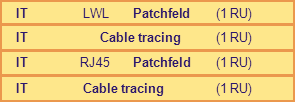 IT LWL Patchfeld (1 RU)
IT Cable tracing (1 RU)
IT RJ45 Patchfeld (1 RU)
IT Cable tracing (1 RU)